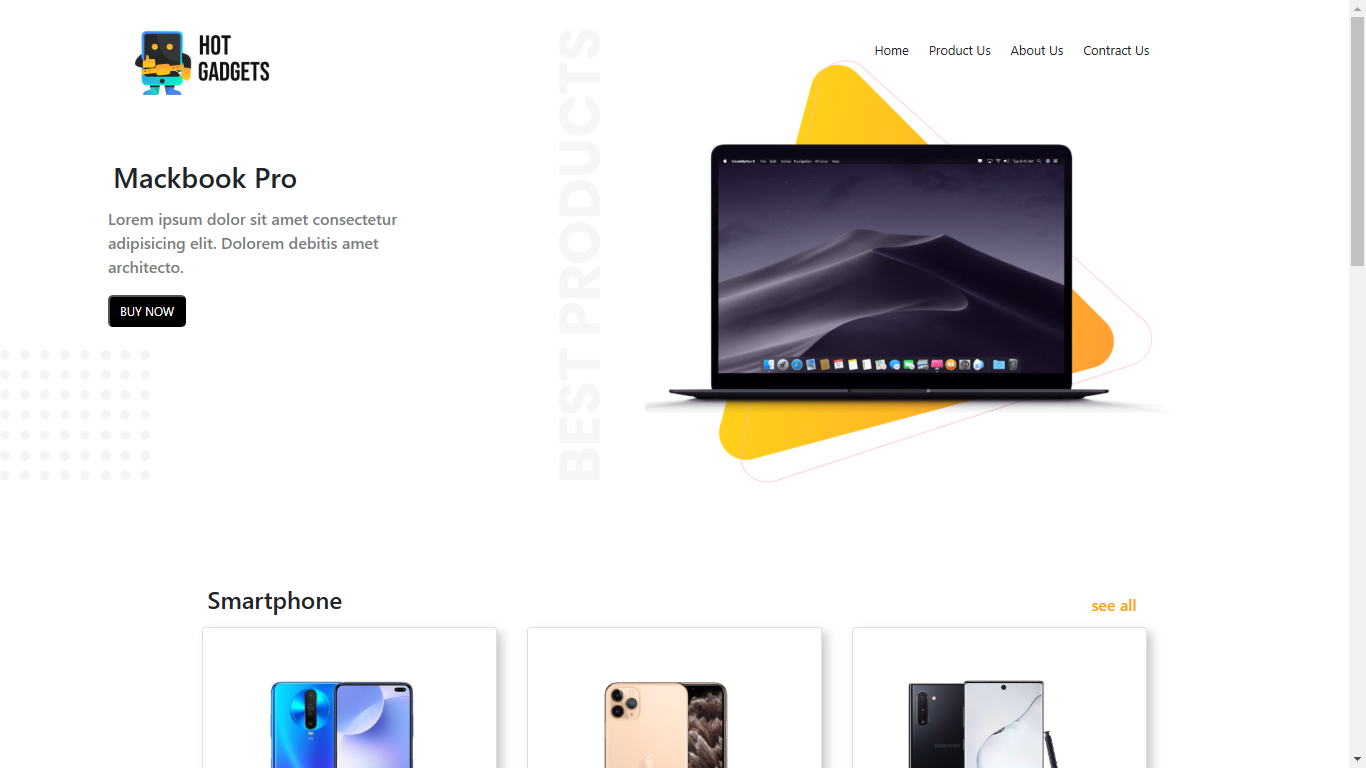 HOT
GADGETS
Home
Product Us
About Us
Contract Us
BEST PRODUCTS
Mackbook Pro
Lorem ipsum dolor sit amet consectetur
adipisicing elit. Dolorem debitis amet
architecto.
BUY NOW
Smartphone
see all
SAMSUNG